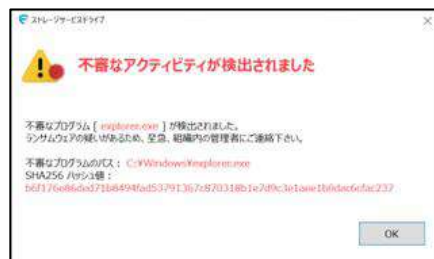 ストレージサービスドライブ
不審なアクティビティが検出されました
不審なプログラム [ explorer.exe ] が検出されました。
ランサムウェアの疑いがあるため、至急、組織内の管理者にご連絡下さい。
不審なプログラムのパス： C:¥Windows¥explorer.exe
SHA256 ハッシュ値：
OK